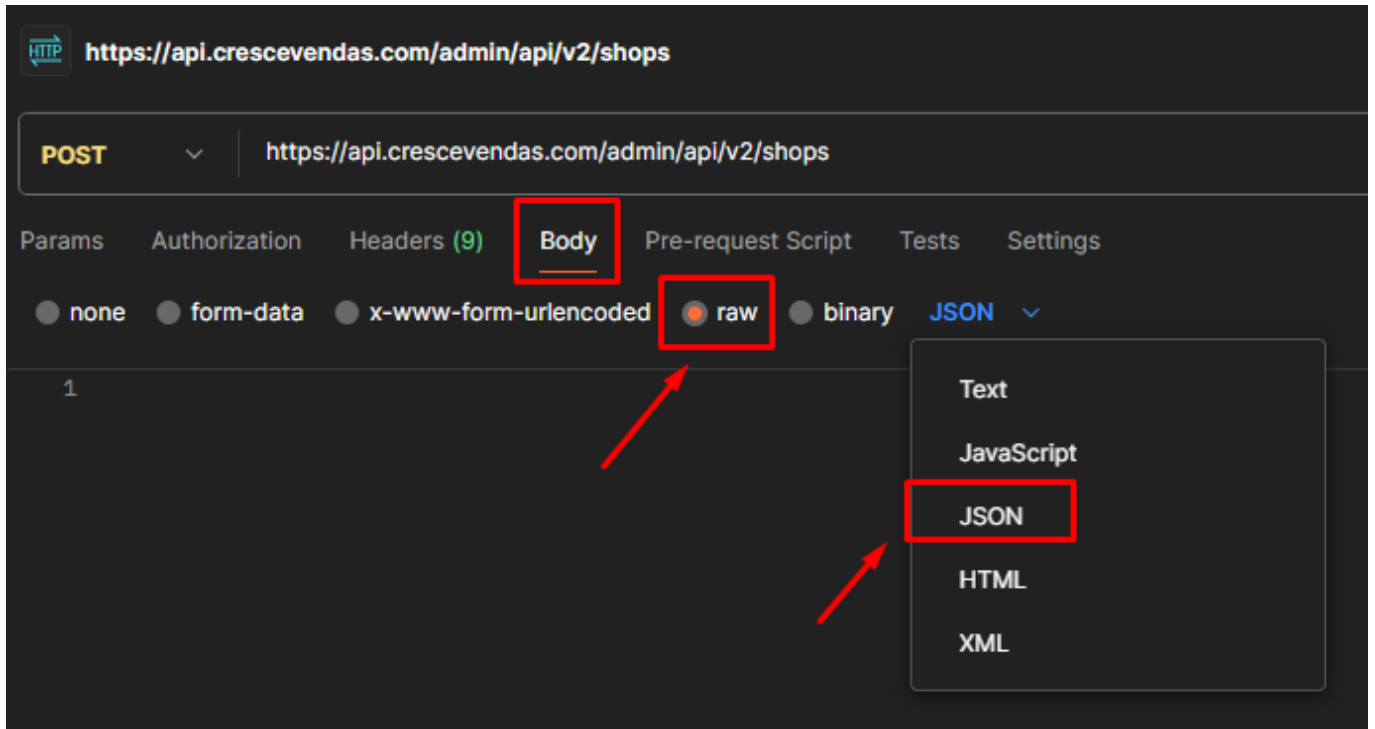 HTTP https://api.crescevendas.com/admin/api/v2/shops
POST https://api.crescevendas.com/admin/api/v2/shops
Params Authorization Headers (9) Body Pre-request Script Tests Settings
none form-data x-www-form-urlencoded raw binary JSON
1
Text
JavaScript
JSON
HTML
XML